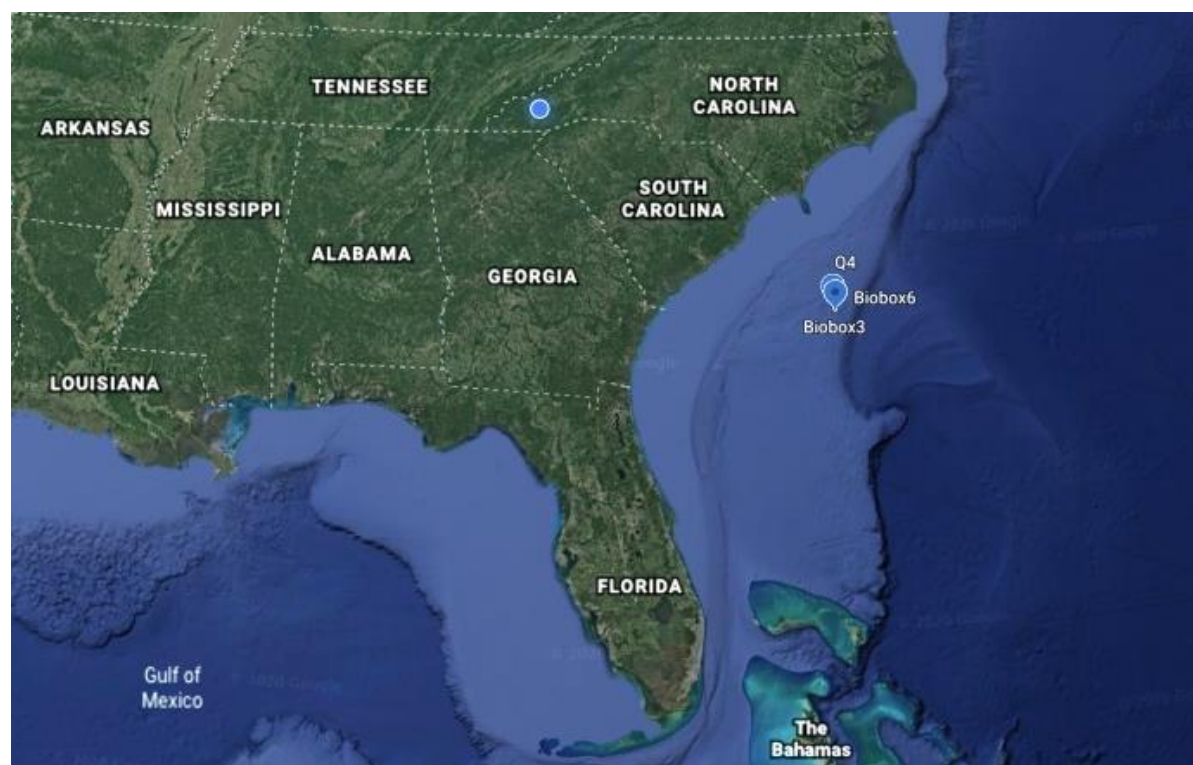 TENNESSEE
NORTH
CAROLINA
ARKANSAS
SOUTH
CAROLINA
MISSISSIPPI
ALABAMA
GEORGIA
Q4
Biobox6
Biobox3
LOUISIANA
FLORIDA
Gulf of
Mexico
The
Bahamas